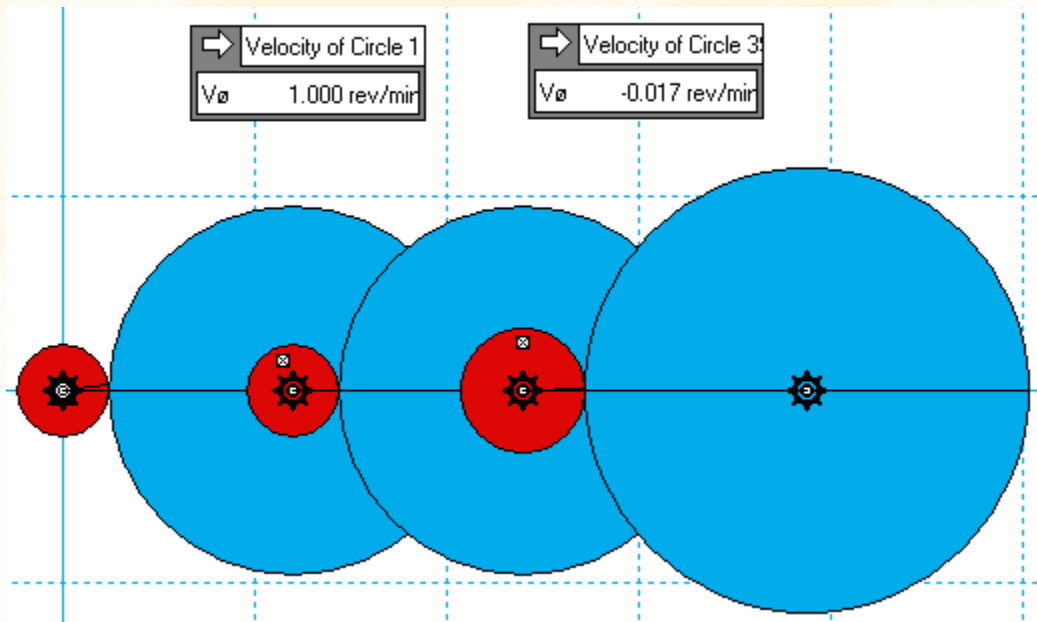 Velocity of Circle 1
Vø 1.000 rev/min
Velocity of Circle 3
Vø -0.017 rev/min